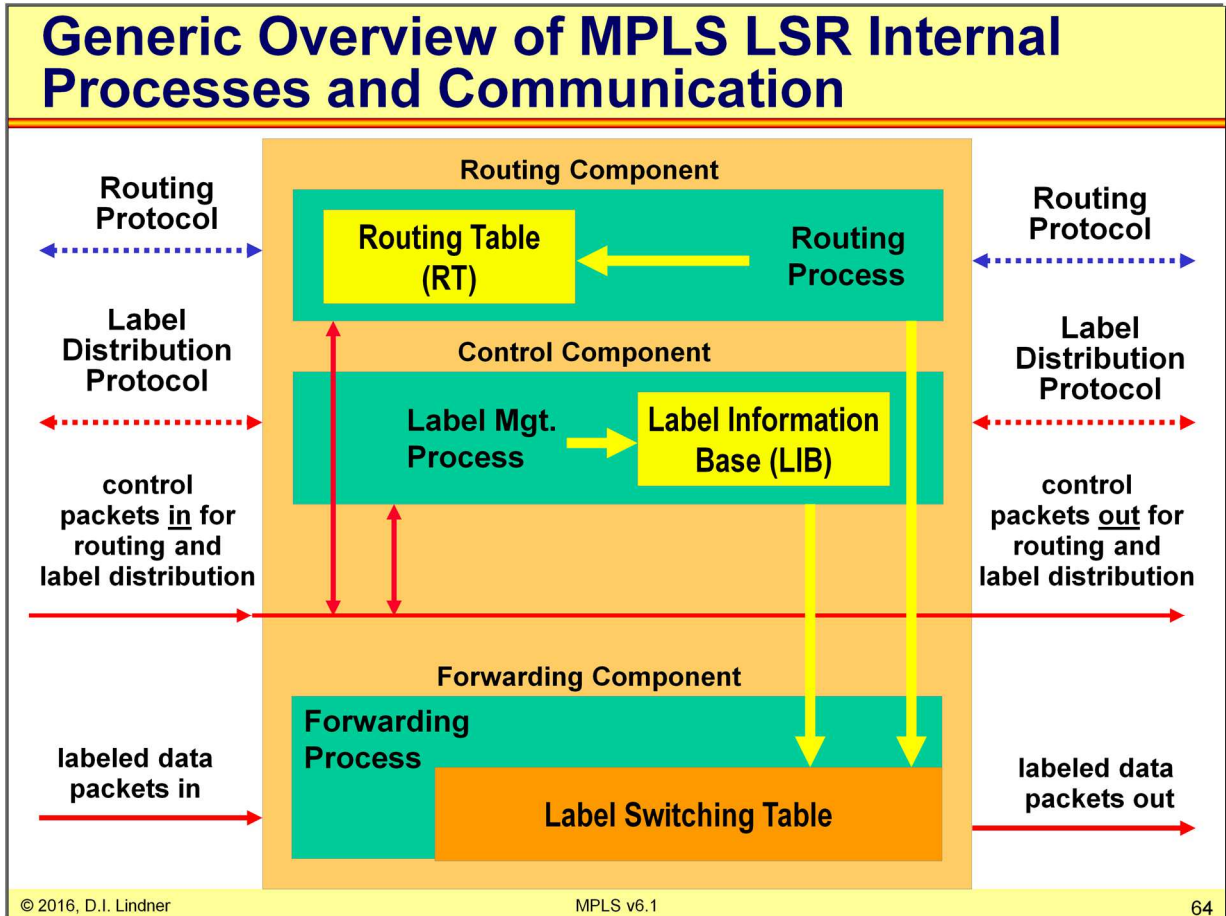 Generic Overview of MPLS LSR Internal
Processes and Communication
Routing
Protocol
Label
Distribution
Protocol
control
packets in for
routing and
label distribution
labeled data
packets in
Routing Component
Routing Table
(RT)
Routing
Process
Control Component
Label Mgt.
Process
Label Information
Base (LIB)
Forwarding Component
Forwarding
Process
Label Switching Table
Routing
Protocol
Label
Distribution
Protocol
control
packets out for
routing and
label distribution
labeled data
packets out
© 2016, D.I. Lindner
MPLS v6.1
64